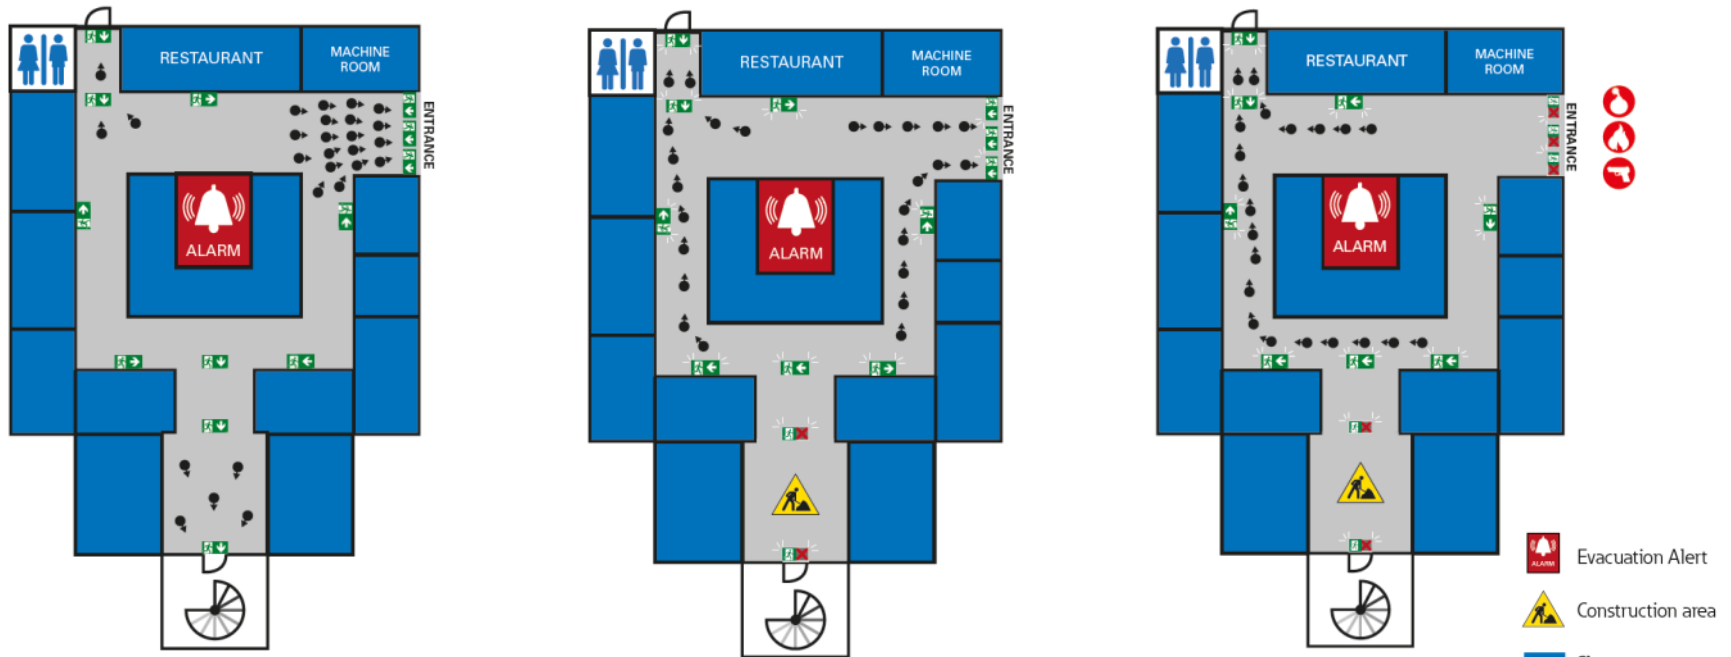 RESTAURANT
MACHINE
ROOM
ENTRANCE
ALARM
RESTAURANT
MACHINE
ROOM
ENTRANCE
ALARM
RESTAURANT
MACHINE
ROOM
ENTRANCE
ALARM
ALARM
Evacuation Alert
Construction area